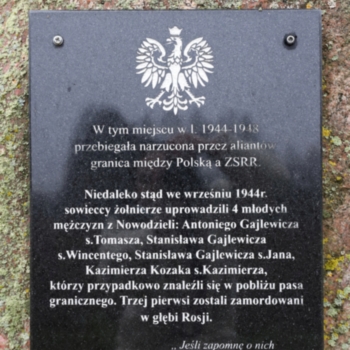 W tym miejscu w l. 1944-1948
przebiegała narzucona przez aliantów
granica między Polską a ZSRR.
Niedaleko stąd we wrześniu 1944r.
sowieccy żołnierze uprowadzili 4 młodych
mężczyzn z Nowodzieli: Antoniego Gajlewicza
s.Tomasza, Stanisława Gajlewicza
s.Wincentego, Stanisława Gajlewicza s.Jana,
Kazimierza Kozaka s.Kazimierza,
którzy przypadkowo znaleźli się w pobliżu pasa
granicznego. Trzej pierwsi zostali zamordowani
w głębi Rosji.
„ Jeśli zapomnę o nich